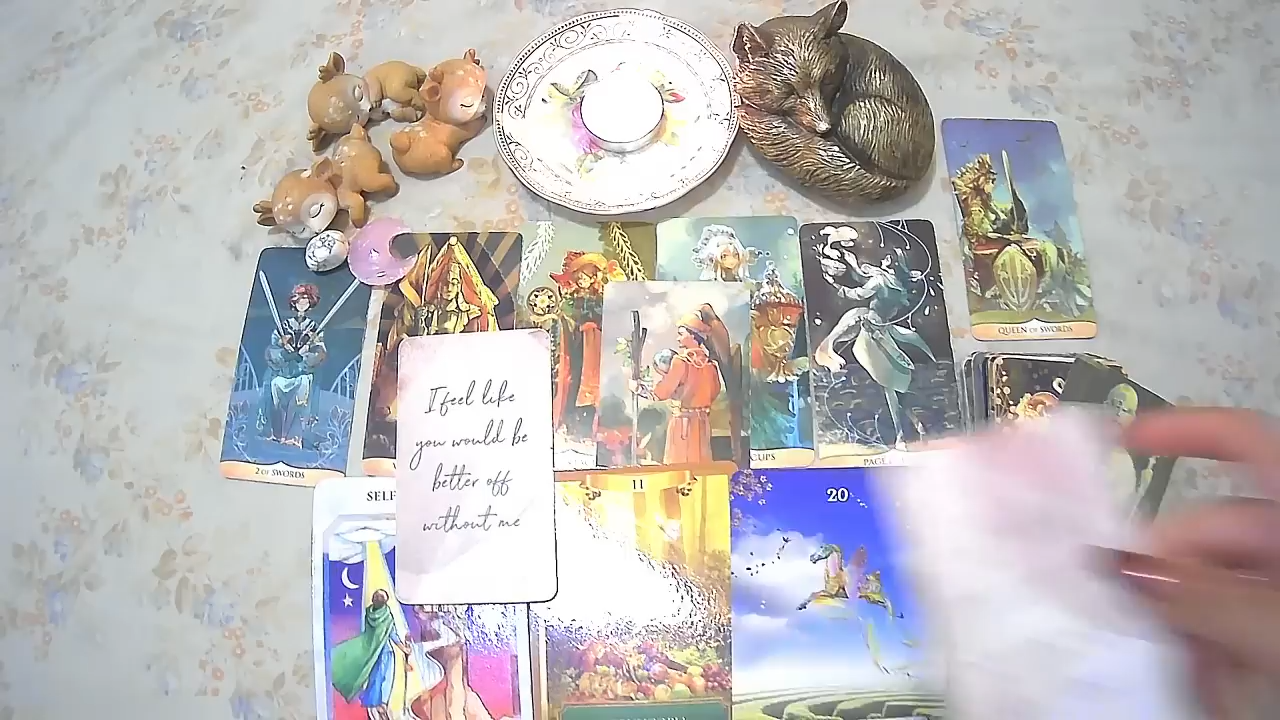 QUEEN OF SWORDS
2 OF SWORDS
CUPS
PAGE
I feel like
you would be
better off
without me
SELF
11
20